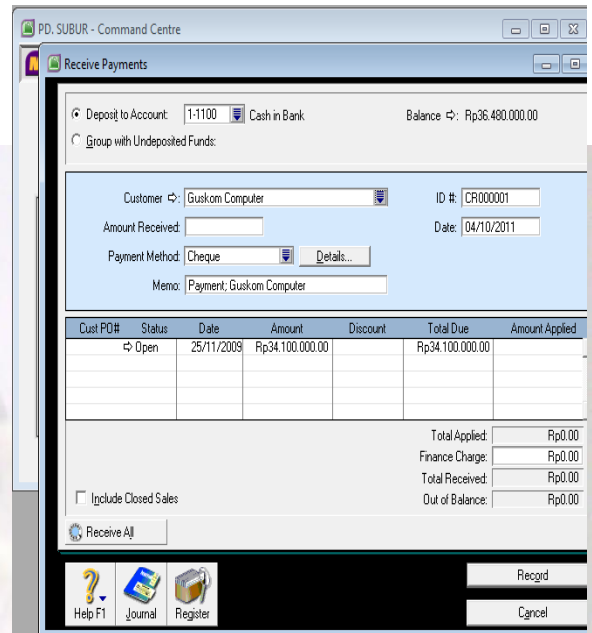 PD. SUBUR - Command Centre
Receive Payments
Deposit to Account: 1-1100 Cash in Bank Balance ⇨: Rp36.480.000.00
Group with Undeposited Funds:
Customer ⇨: Guskom Computer ID #: CR000001
Amount Received: Date: 04/10/2011
Payment Method: Cheque Details...
Memo: Payment; Guskom Computer
Cust PO# Status Date Amount Discount Total Due Amount Applied
⇨ Open 25/11/2009 Rp34.100.000.00 Rp34.100.000.00
Total Applied: Rp0.00
Finance Charge: Rp0.00
Total Received: Rp0.00
Include Closed Sales Out of Balance: Rp0.00
Receive All
Help F1 Journal Register
Record
Cancel